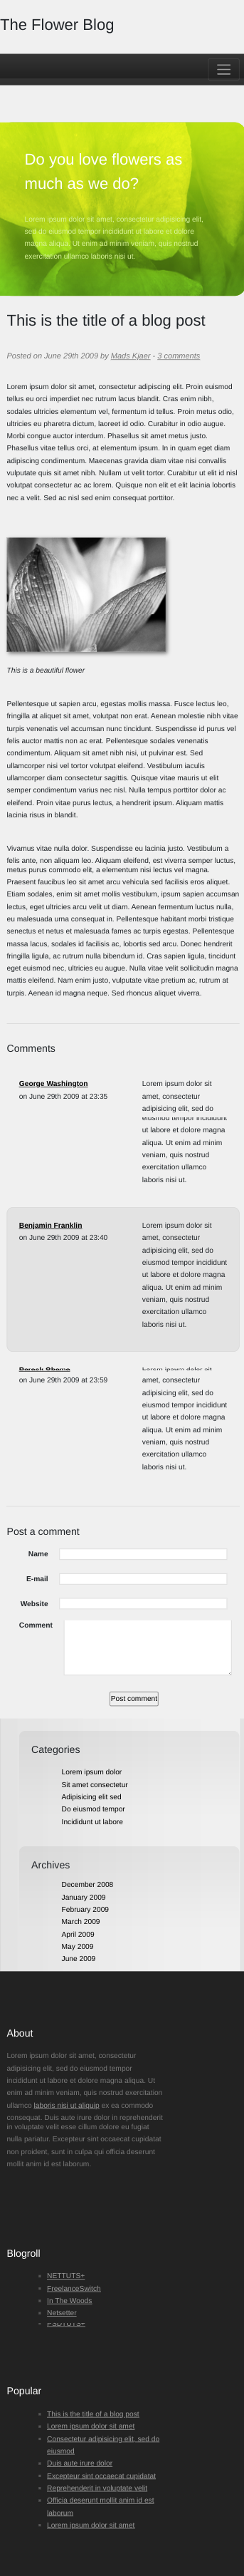 The Flower Blog
Do you love flowers as
much as we do?
Lorem ipsum dolor sit amet, consectetur adipisicing elit,
sed do eiusmod tempor incididunt ut labore et dolore
magna aliqua. Ut enim ad minim veniam, quis nostrud
exercitation ullamco laboris nisi ut.
This is the title of a blog post
Posted on June 29th 2009 by Mads Kjaer - 3 comments
Lorem ipsum dolor sit amet, consectetur adipiscing elit. Proin euismod
tellus eu orci imperdiet nec rutrum lacus blandit. Cras enim nibh,
sodales ultricies elementum vel, fermentum id tellus. Proin metus odio,
ultricies eu pharetra dictum, laoreet id odio. Curabitur in odio augue.
Morbi congue auctor interdum. Phasellus sit amet metus justo.
Phasellus vitae tellus orci, at elementum ipsum. In in quam eget diam
adipiscing condimentum. Maecenas gravida diam vitae nisi convallis
vulputate quis sit amet nibh. Nullam ut velit tortor. Curabitur ut elit id nisl
volutpat consectetur ac ac lorem. Quisque non elit et elit lacinia lobortis
nec a velit. Sed ac nisl sed enim consequat porttitor.
This is a beautiful flower
Pellentesque ut sapien arcu, egestas mollis massa. Fusce lectus leo,
fringilla at aliquet sit amet, volutpat non erat. Aenean molestie nibh vitae
turpis venenatis vel accumsan nunc tincidunt. Suspendisse id purus vel
felis auctor mattis non ac erat. Pellentesque sodales venenatis
condimentum. Aliquam sit amet nibh nisi, ut pulvinar est. Sed
ullamcorper nisi vel tortor volutpat eleifend. Vestibulum iaculis
ullamcorper diam consectetur sagittis. Quisque vitae mauris ut elit
semper condimentum varius nec nisl. Nulla tempus porttitor dolor ac
eleifend. Proin vitae purus lectus, a hendrerit ipsum. Aliquam mattis
lacinia risus in blandit.
Vivamus vitae nulla dolor. Suspendisse eu lacinia justo. Vestibulum a
felis ante, non aliquam leo. Aliquam eleifend, est viverra semper luctus,
metus purus commodo elit, a elementum nisi lectus vel magna.
Praesent faucibus leo sit amet arcu vehicula sed facilisis eros aliquet.
Etiam sodales, enim sit amet mollis vestibulum, ipsum sapien accumsan
lectus, eget ultricies arcu velit ut diam. Aenean fermentum luctus nulla,
eu malesuada urna consequat in. Pellentesque habitant morbi tristique
senectus et netus et malesuada fames ac turpis egestas. Pellentesque
massa lacus, sodales id facilisis ac, lobortis sed arcu. Donec hendrerit
fringilla ligula, ac rutrum nulla bibendum id. Cras sapien ligula, tincidunt
eget euismod nec, ultricies eu augue. Nulla vitae velit sollicitudin magna
mattis eleifend. Nam enim justo, vulputate vitae pretium ac, rutrum at
turpis. Aenean id magna neque. Sed rhoncus aliquet viverra.
Comments
George Washington
on June 29th 2009 at 23:35
Lorem ipsum dolor sit
amet, consectetur
adipisicing elit, sed do
eiusmod tempor incididunt
ut labore et dolore magna
aliqua. Ut enim ad minim
veniam, quis nostrud
exercitation ullamco
laboris nisi ut.
Benjamin Franklin
on June 29th 2009 at 23:40
Lorem ipsum dolor sit
amet, consectetur
adipisicing elit, sed do
eiusmod tempor incididunt
ut labore et dolore magna
aliqua. Ut enim ad minim
veniam, quis nostrud
exercitation ullamco
laboris nisi ut.
on June 29th 2009 at 23:59
Lorem ipsum dolor sit
amet, consectetur
adipisicing elit, sed do
eiusmod tempor incididunt
ut labore et dolore magna
aliqua. Ut enim ad minim
veniam, quis nostrud
exercitation ullamco
laboris nisi ut.
Post a comment
Name
E-mail
Website
Comment
Post comment
Categories
Lorem ipsum dolor
Sit amet consectetur
Adipisicing elit sed
Do eiusmod tempor
Incididunt ut labore
Archives
December 2008
January 2009
February 2009
March 2009
April 2009
May 2009
June 2009
About
Lorem ipsum dolor sit amet, consectetur
adipisicing elit, sed do eiusmod tempor
incididunt ut labore et dolore magna aliqua. Ut
enim ad minim veniam, quis nostrud exercitation
ullamco laboris nisi ut aliquip ex ea commodo
consequat. Duis aute irure dolor in reprehenderit
in voluptate velit esse cillum dolore eu fugiat
nulla pariatur. Excepteur sint occaecat cupidatat
non proident, sunt in culpa qui officia deserunt
mollit anim id est laborum.
Blogroll
NETTUTS+
FreelanceSwitch
In The Woods
Netsetter
PSDTUTS+
Popular
This is the title of a blog post
Lorem ipsum dolor sit amet
Consectetur adipisicing elit, sed do
eiusmod
Duis aute irure dolor
Excepteur sint occaecat cupidatat
Reprehenderit in voluptate velit
Officia deserunt mollit anim id est
laborum
Lorem ipsum dolor sit amet